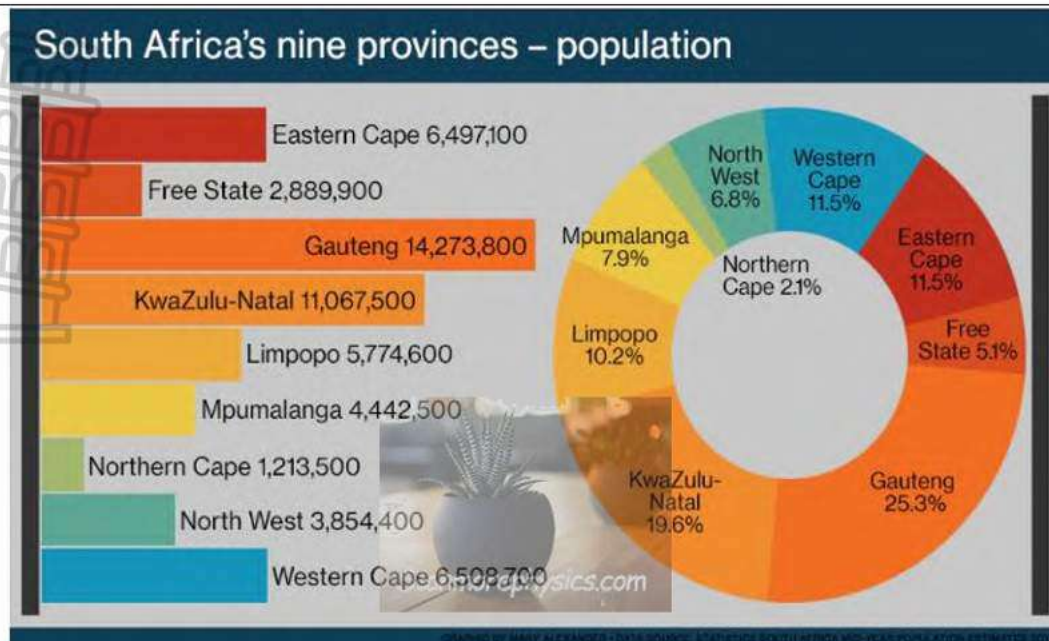 South Africa's nine provinces – population
Eastern Cape 6,497,100
Free State 2,889,900
Gauteng 14,273,800
KwaZulu-Natal 11,067,500
Limpopo 5,774,600
Mpumalanga 4,442,500
Northern Cape 1,213,500
North West 3,854,400
Western Cape 6,508,700
North
West
6.8%
Western
Cape
11.5%
Eastern
Cape
11.5%
Free
State 5.1%
Gauteng
25.3%
KwaZulu-
Natal
19.6%
Limpopo
10.2%
Mpumalanga
7.9%
Northern
Cape 2.1%